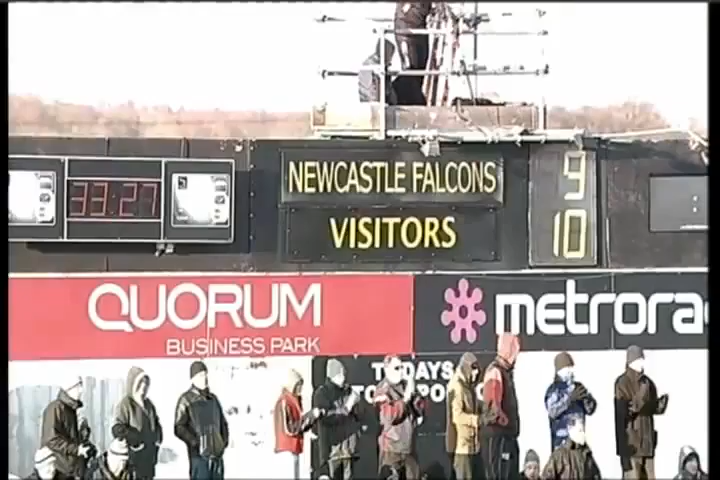 33:27
NEWCASTLE FALCONS 9
VISITORS 10
QUORUM
BUSINESS PARK
metrora
TODAYS